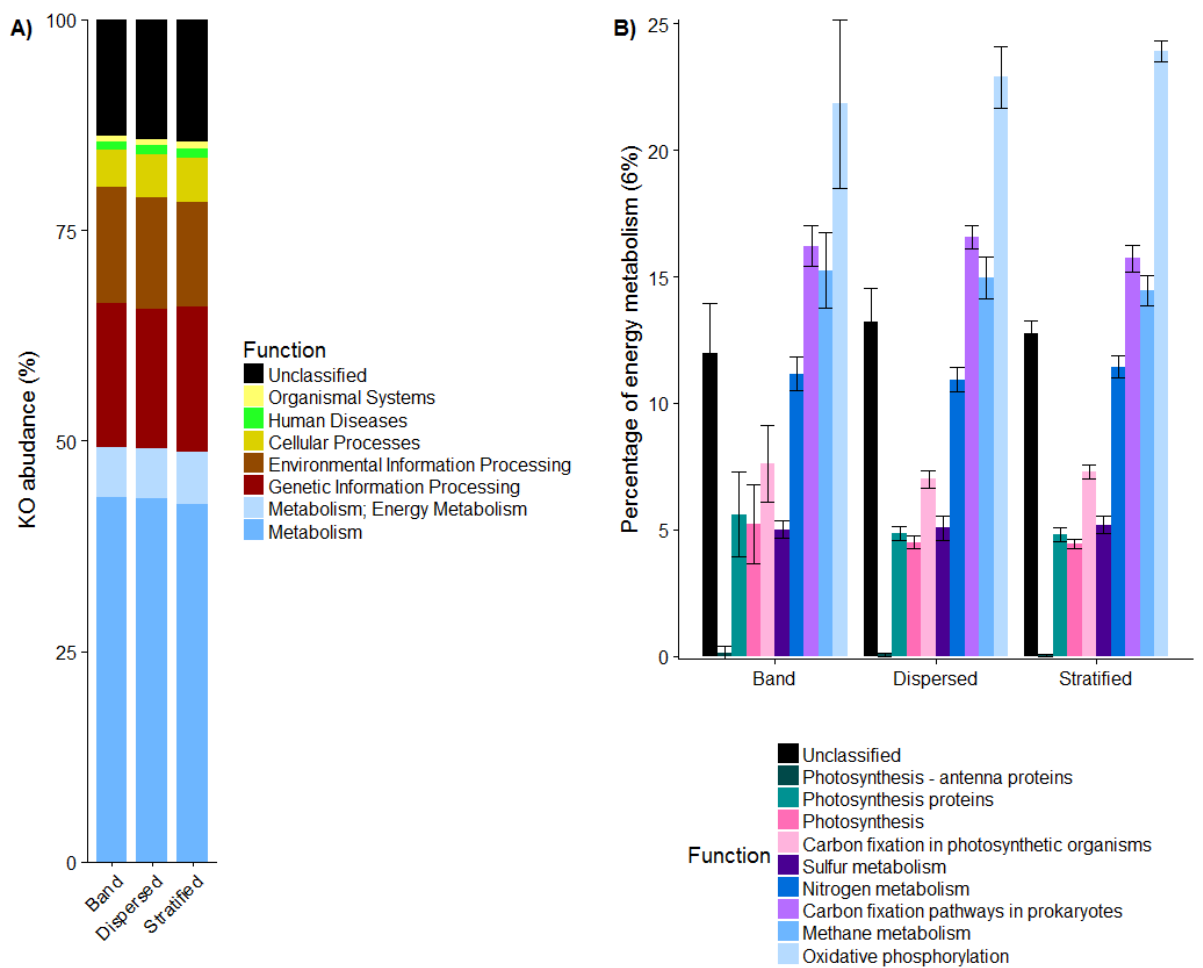 A)
100
75
50
25
0
KO abudance (%)
Band
Dispersed
Stratified
Function
Unclassified
Organismal Systems
Human Diseases
Cellular Processes
Environmental Information Processing
Genetic Information Processing
Metabolism; Energy Metabolism
Metabolism
B)
25
20
15
10
5
0
Percentage of energy metabolism (6%)
Band
Dispersed
Stratified
Function
Unclassified
Photosynthesis - antenna proteins
Photosynthesis proteins
Photosynthesis
Carbon fixation in photosynthetic organisms
Sulfur metabolism
Nitrogen metabolism
Carbon fixation pathways in prokaryotes
Methane metabolism
Oxidative phosphorylation